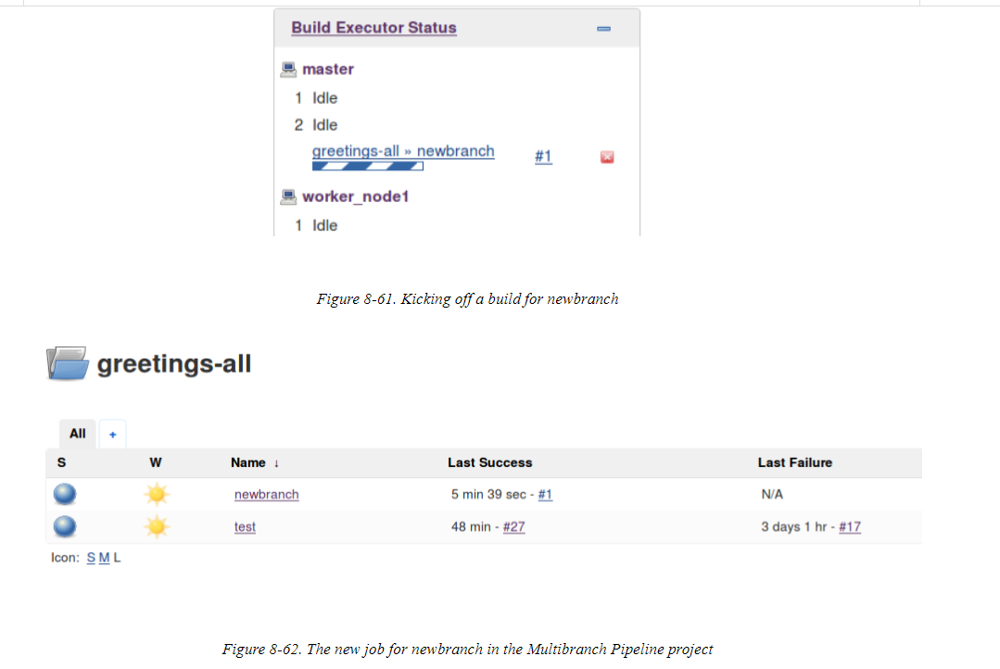 Build Executor Status
master
1 Idle
2 Idle
greetings-all » newbranch #1
worker_node1
1 Idle
Figure 8-61. Kicking off a build for newbranch
greetings-all
All +
S W Name ↓ Last Success Last Failure
newbranch 5 min 39 sec - #1 N/A
test 48 min - #27 3 days 1 hr - #17
Icon: S M L
Figure 8-62. The new job for newbranch in the Multibranch Pipeline project